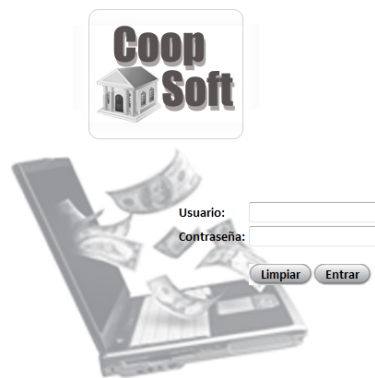 Coop
Soft
Usuario:
Contraseña:
Limpiar Entrar